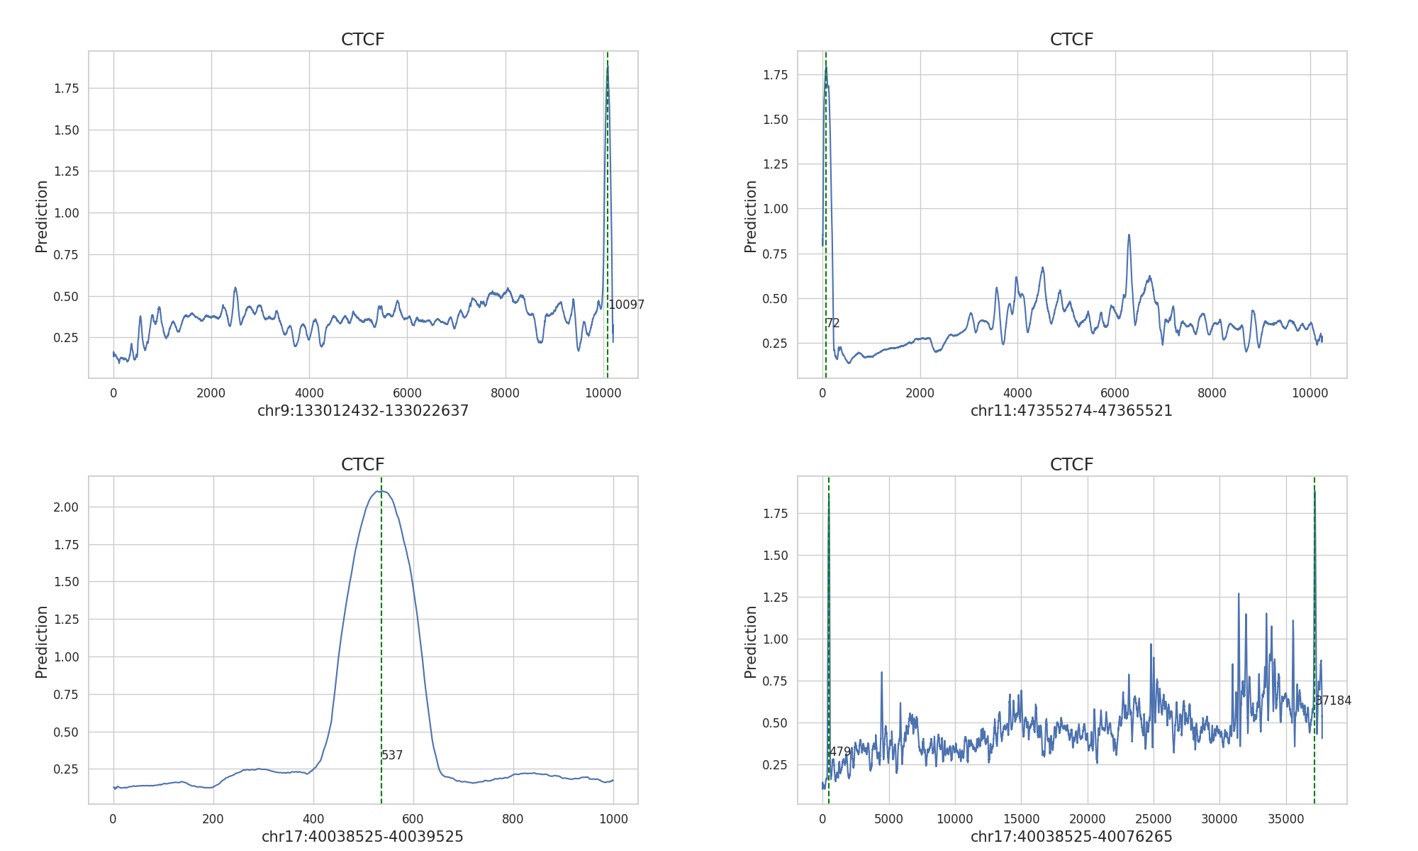 CTCF
Prediction
1.75
1.50
1.25
1.00
0.75
0.50
0.25
10097
0 2000 4000 6000 8000 10000
chr9:133012432-133022637
CTCF
Prediction
1.75
1.50
1.25
1.00
0.75
0.50
0.25
72
0 2000 4000 6000 8000 10000
chr11:47355274-47365521
CTCF
Prediction
2.00
1.75
1.50
1.25
1.00
0.75
0.50
0.25
537
0 200 400 600 800 1000
chr17:40038525-40039525
CTCF
Prediction
1.75
1.50
1.25
1.00
0.75
0.50
0.25
479
37184
0 5000 10000 15000 20000 25000 30000 35000
chr17:40038525-40076265